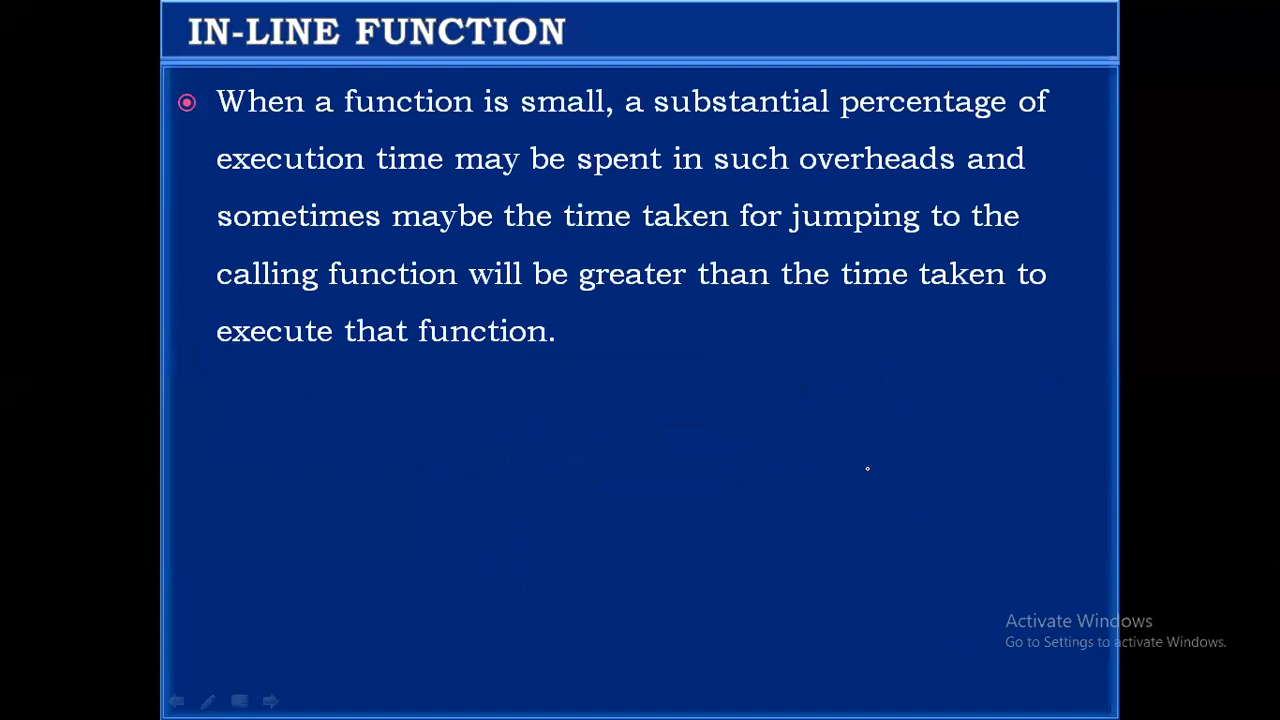 IN-LINE FUNCTION
When a function is small, a substantial percentage of
execution time may be spent in such overheads and
sometimes maybe the time taken for jumping to the
calling function will be greater than the time taken to
execute that function.
Activate Windows
Go to Settings to activate Windows.